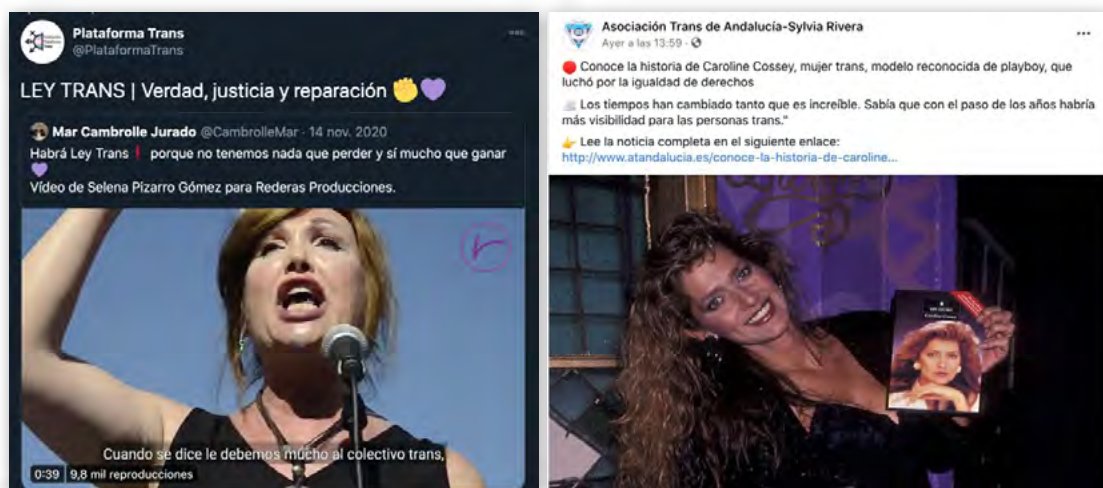 Plataforma Trans
@PlataformaTrans
LEY TRANS | Verdad, justicia y reparación ✊💜
Mar Cambrolle Jurado @CambrolleMar · 14 nov. 2020
Habrá Ley Trans❗ porque no tenemos nada que perder y sí mucho que ganar
💜
Vídeo de Selena Pizarro Gómez para Rederas Producciones.
Cuando se dice le debemos mucho al colectivo trans,
0:39 9,8 mil reproducciones
Asociación Trans de Andalucía-Sylvia Rivera
Ayer a las 13:59 ·
🔴 Conoce la historia de Caroline Cossey, mujer trans, modelo reconocida de playboy, que
luchó por la igualdad de derechos
Los tiempos han cambiado tanto que es increíble. Sabía que con el paso de los años habría
más visibilidad para las personas trans."
👉 Lee la noticia completa en el siguiente enlace:
http://www.atandalucia.es/conoce-la-historia-de-caroline...
Caroline Cossey